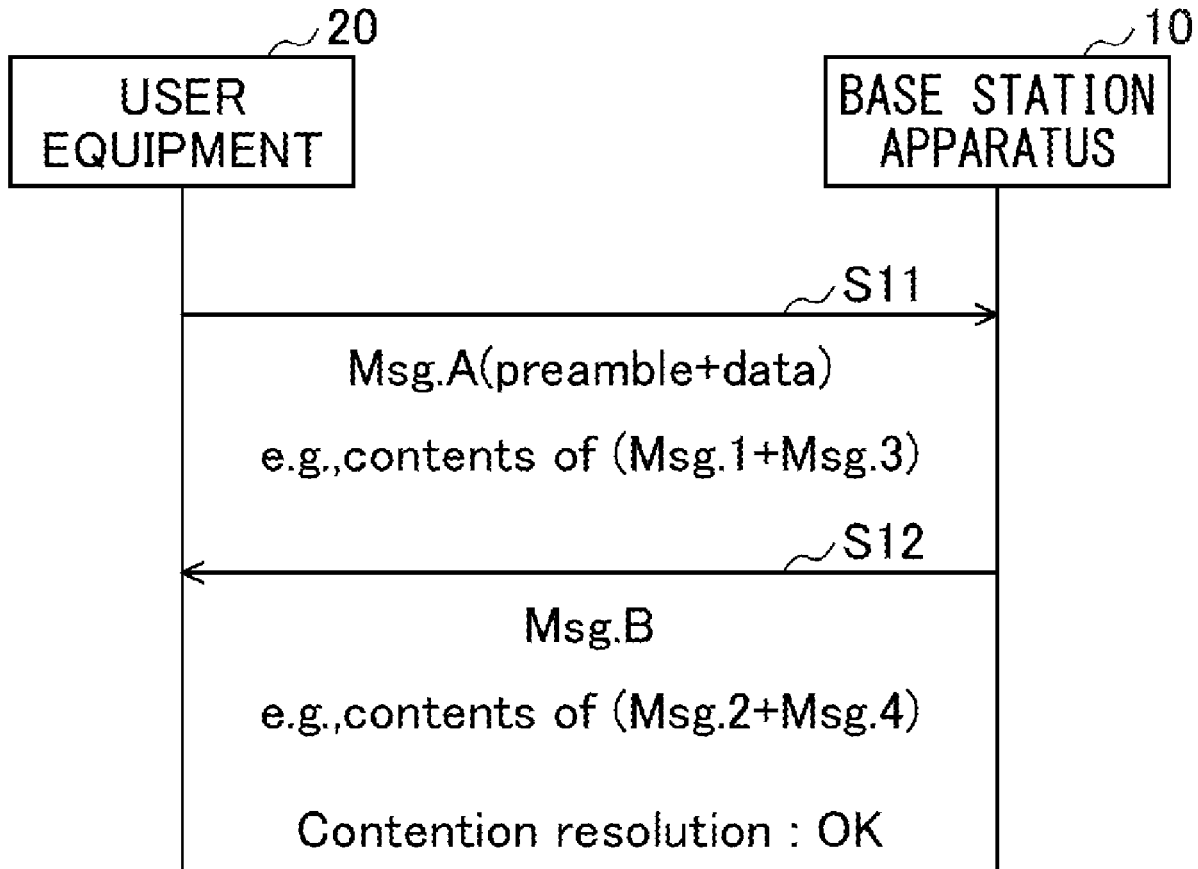 20
10
USER
EQUIPMENT
BASE STATION
APPARATUS
S11
Msg.A(preamble+data)
e.g.,contents of (Msg.1+Msg.3)
S12
Msg.B
e.g.,contents of (Msg.2+Msg.4)
Contention resolution : OK